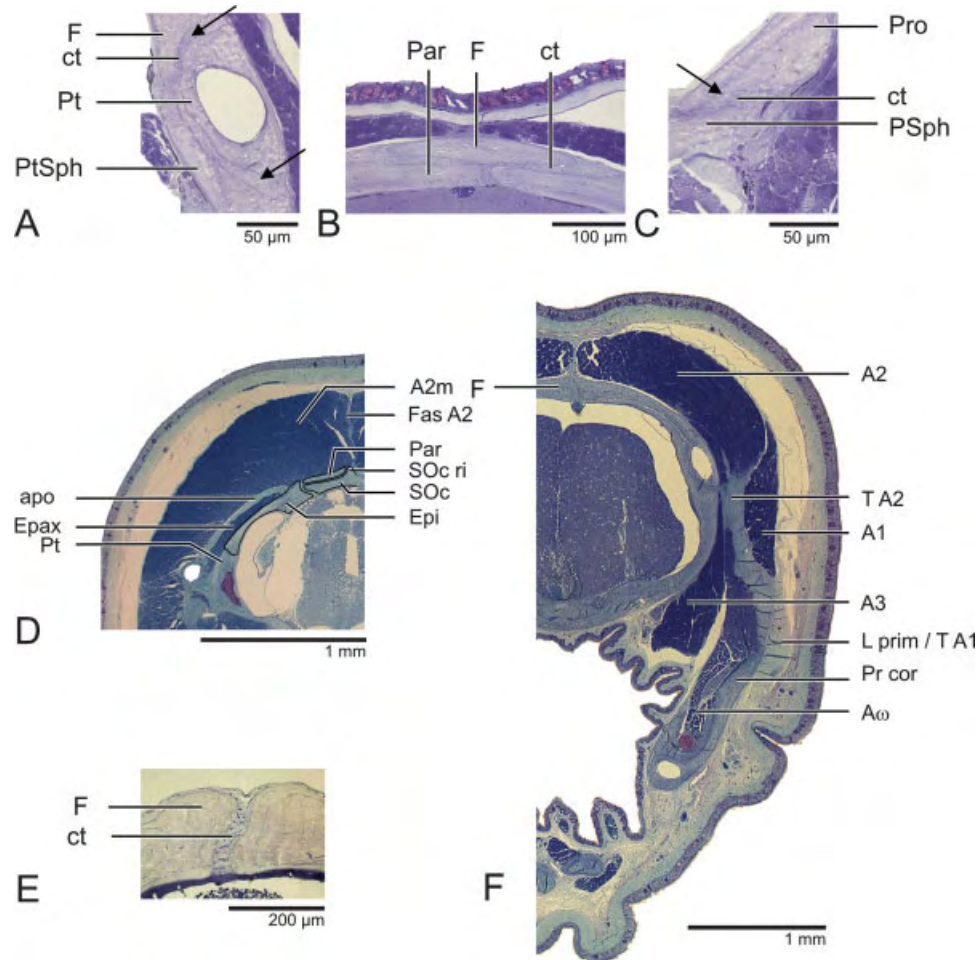 F
ct
Pt
PtSph
A
50 µm
Par F ct
B
100 µm
Pro
ct
PSph
C
50 µm
A2m
Fas A2
Par
SOc ri
SOc
Epi
apo
Epax
Pt
D
1 mm
F
A2
T A2
A1
A3
L prim / T A1
Pr cor
Aω
F
1 mm
F
ct
E
200 µm